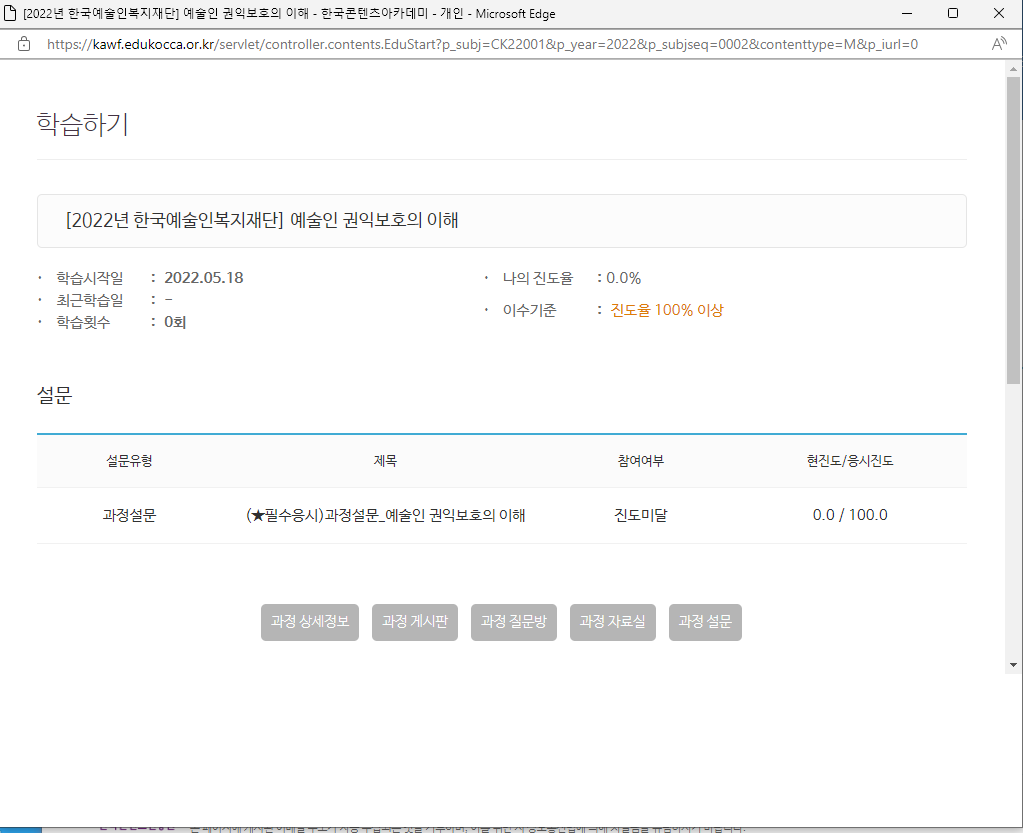 [2022년 한국예술인복지재단] 예술인 권익보호의 이해 - 한국콘텐츠아카데미 - 개인 - Microsoft Edge
https://kawf.edukocca.or.kr/servlet/controller.contents.EduStart?p_subj=CK22001&p_year=2022&p_subjseq=0002&contenttype=M&p_iurl=0
학습하기
[2022년 한국예술인복지재단] 예술인 권익보호의 이해
· 학습시작일 : 2022.05.18 · 나의 진도율 : 0.0%
· 최근학습일 : -
· 이수기준 : 진도율 100% 이상
· 학습횟수 : 0회
설문
설문유형 제목 참여여부 현진도/응시진도
과정설문 (★필수응시)과정설문_예술인 권익보호의 이해 진도미달 0.0 / 100.0
과정 상세정보 과정 게시판 과정 질문방 과정 자료실 과정 설문